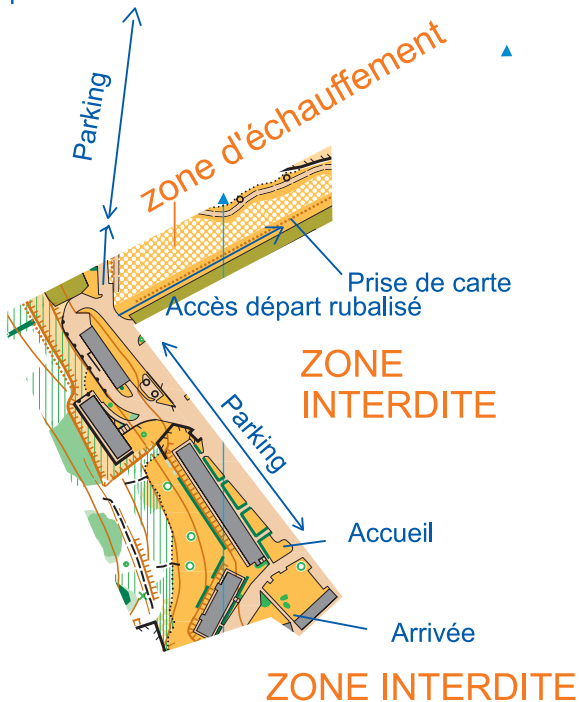 Parking
zone d'échauffement
Prise de carte
Accès départ rubalisé
ZONE
INTERDITE
Parking
Accueil
Arrivée
ZONE INTERDITE